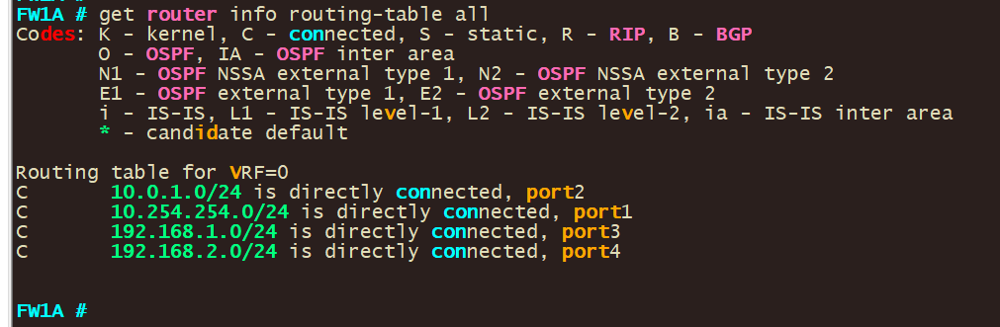 FW1A # get router info routing-table all
Codes: K - kernel, C - connected, S - static, R - RIP, B - BGP
O - OSPF, IA - OSPF inter area
N1 - OSPF NSSA external type 1, N2 - OSPF NSSA external type 2
E1 - OSPF external type 1, E2 - OSPF external type 2
i - IS-IS, L1 - IS-IS level-1, L2 - IS-IS level-2, ia - IS-IS inter area
* - candidate default
Routing table for VRF=0
C 10.0.1.0/24 is directly connected, port2
C 10.254.254.0/24 is directly connected, port1
C 192.168.1.0/24 is directly connected, port3
C 192.168.2.0/24 is directly connected, port4
FW1A #